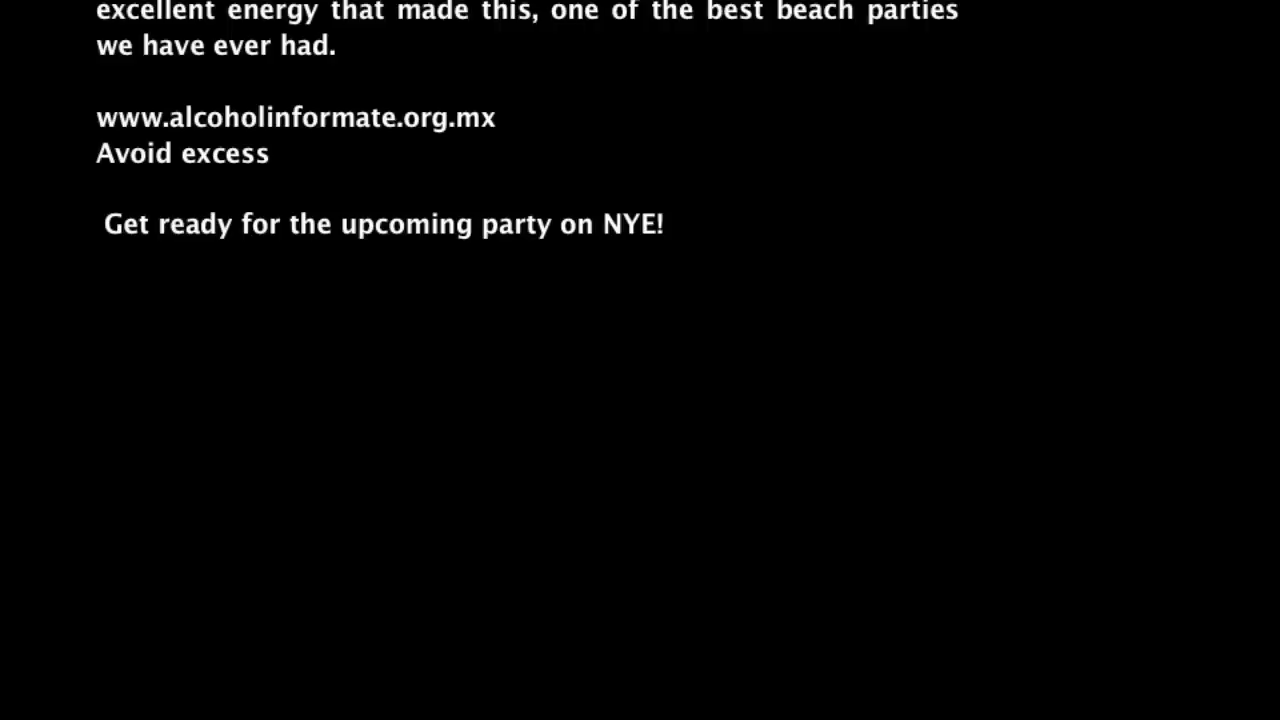 excellent energy that made this, one of the best beach parties
we have ever had.
www.alcoholinformate.org.mx
Avoid excess
Get ready for the upcoming party on NYE!